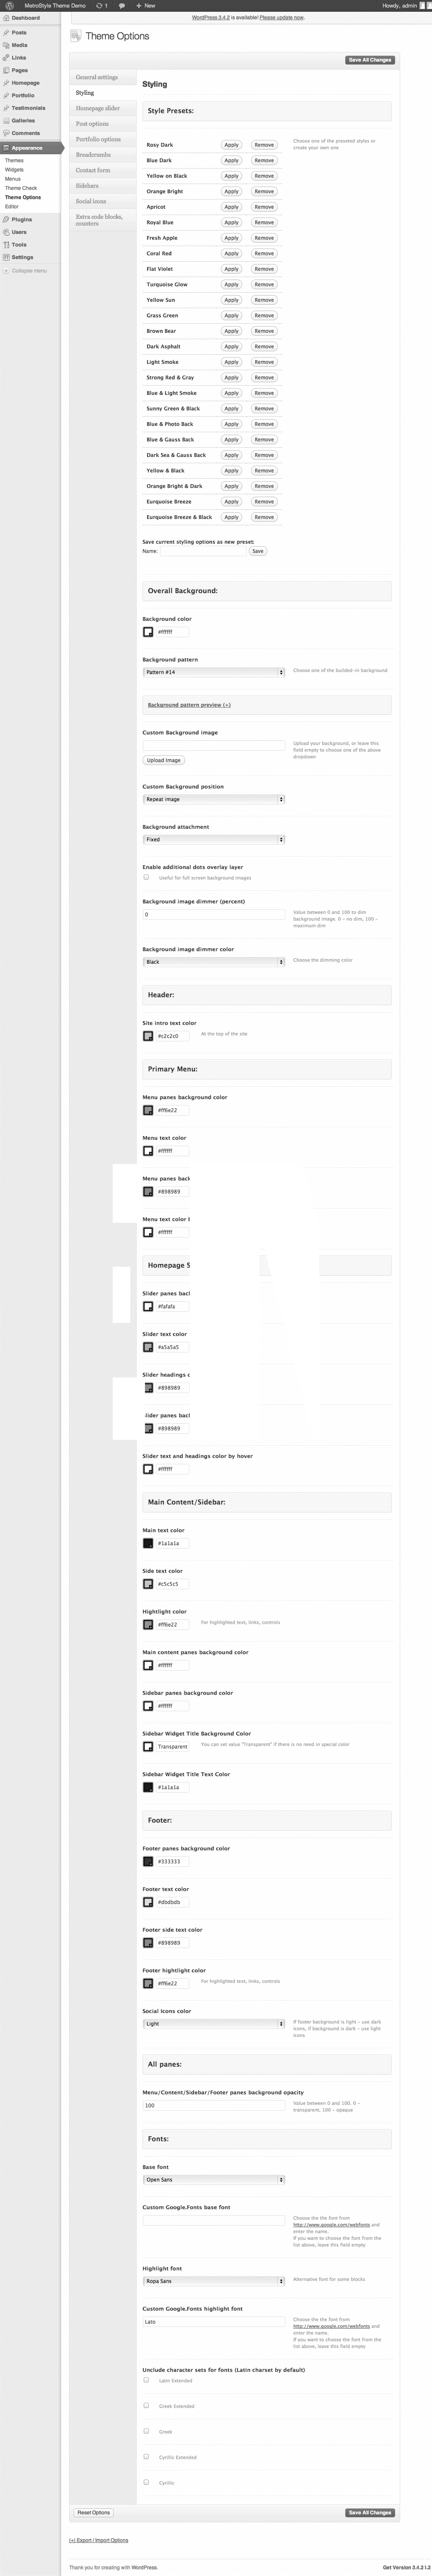 MetroStyle Theme Demo 1 + New Howdy, admin
WordPress 3.4.2 is available! Please update now.
Dashboard
Posts
Media
Links
Pages
Homepage
Portfolio
Testimonials
Galleries
Comments
Appearance
Themes
Widgets
Menus
Theme Check
Theme Options
Editor
Plugins
Users
Tools
Settings
Collapse menu
Theme Options
Save All Changes
General settings
Styling
Homepage slider
Post options
Portfolio options
Breadcrumbs
Contact form
Sidebars
Social icons
Extra code blocks,
counters
Styling
Style Presets:
Choose one of the preseted styles or
create your own one
Rosy Dark Apply Remove
Blue Dark Apply Remove
Yellow on Black Apply Remove
Orange Bright Apply Remove
Apricot Apply Remove
Royal Blue Apply Remove
Fresh Apple Apply Remove
Coral Red Apply Remove
Flat Violet Apply Remove
Turquoise Glow Apply Remove
Yellow Sun Apply Remove
Grass Green Apply Remove
Brown Bear Apply Remove
Dark Asphalt Apply Remove
Light Smoke Apply Remove
Strong Red & Gray Apply Remove
Blue & Light Smoke Apply Remove
Sunny Green & Black Apply Remove
Blue & Photo Back Apply Remove
Blue & Gauss Back Apply Remove
Dark Sea & Gauss Back Apply Remove
Yellow & Black Apply Remove
Orange Bright & Dark Apply Remove
Eurquoise Breeze Apply Remove
Eurquoise Breeze & Black Apply Remove
Save current styling options as new preset:
Name: Save
Overall Background:
Background color
#ffffff
Background pattern
Pattern #14
Choose one of the builded-in background
Background pattern preview (+)
Custom Background image
Upload Image
Upload your background, or leave this
field empty to choose one of the above
dropdown
Custom Background position
Repeat image
Background attachment
Fixed
Enable additional dots overlay layer
Useful for full screen background images
Background image dimmer (percent)
0
Value between 0 and 100 to dim
background image. 0 – no dim, 100 –
maximum dim
Background image dimmer color
Black
Choose the dimming color
Header:
Site intro text color
#c2c2c0
At the top of the site
Primary Menu:
Menu panes background color
#ff6e22
Menu text color
#ffffff
Menu panes back
#898989
Menu text color
#ffffff
Homepage S
Slider panes bac
#fafafa
Slider text color
#a5a5a5
Slider headings c
#898989
lider panes bac
#898989
Slider text and headings color by hover
#ffffff
Main Content/Sidebar:
Main text color
#1a1a1a
Side text color
#c5c5c5
Hightlight color
#ff6e22
For highlighted text, links, controls
Main content panes background color
#ffffff
Sidebar panes background color
#ffffff
Sidebar Widget Title Background Color
Transparent
You can set value "Transparent" if there is no need in special color
Sidebar Widget Title Text Color
#1a1a1a
Footer:
Footer panes background color
#333333
Footer text color
#dbdbdb
Footer side text color
#898989
Footer hightlight color
#ff6e22
For highlighted text, links, controls
Social Icons color
Light
If footer background is light – use dark
icons, if background is dark – use light
icons
All panes:
Menu/Content/Sidebar/Footer panes background opacity
100
Value between 0 and 100. 0 –
transparent, 100 – opaque
Fonts:
Base font
Open Sans
Custom Google.Fonts base font
Choose the the font from
http://www.google.com/webfonts and
enter the name.
If you want to choose the font from the
list above, leave this field empty
Highlight font
Ropa Sans
Alternative font for some blocks
Custom Google.Fonts highlight font
Lato
Choose the the font from
http://www.google.com/webfonts and
enter the name.
If you want to choose the font from the
list above, leave this field empty
Unclude character sets for fonts (Latin charset by default)
Latin Extended
Greek Extended
Greek
Cyrillic Extended
Cyrillic
Reset Options
Save All Changes
(+) Export / Import Options
Thank you for creating with WordPress.
Get Version 3.4.2 1.2